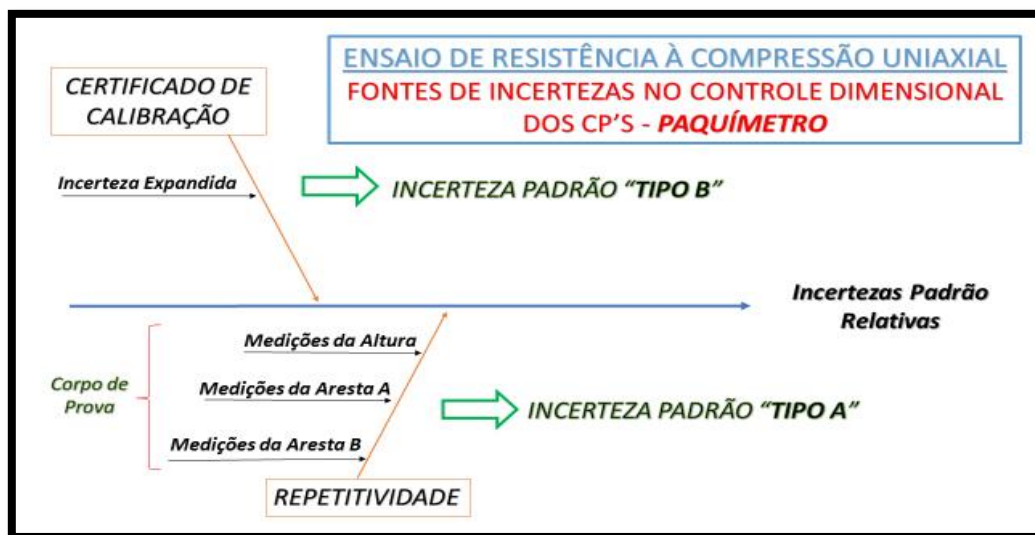 ENSAIO DE RESISTÊNCIA À COMPRESSÃO UNIAXIAL
FONTES DE INCERTEZAS NO CONTROLE DIMENSIONAL
DOS CP'S - PAQUÍMETRO
CERTIFICADO DE
CALIBRAÇÃO
Incerteza Expandida
INCERTEZA PADRÃO “TIPO B”
Incertezas Padrão
Relativas
Medições da Altura
Corpo de
Prova
Medições da Aresta A
INCERTEZA PADRÃO “TIPO A”
Medições da Aresta B
REPETITIVIDADE